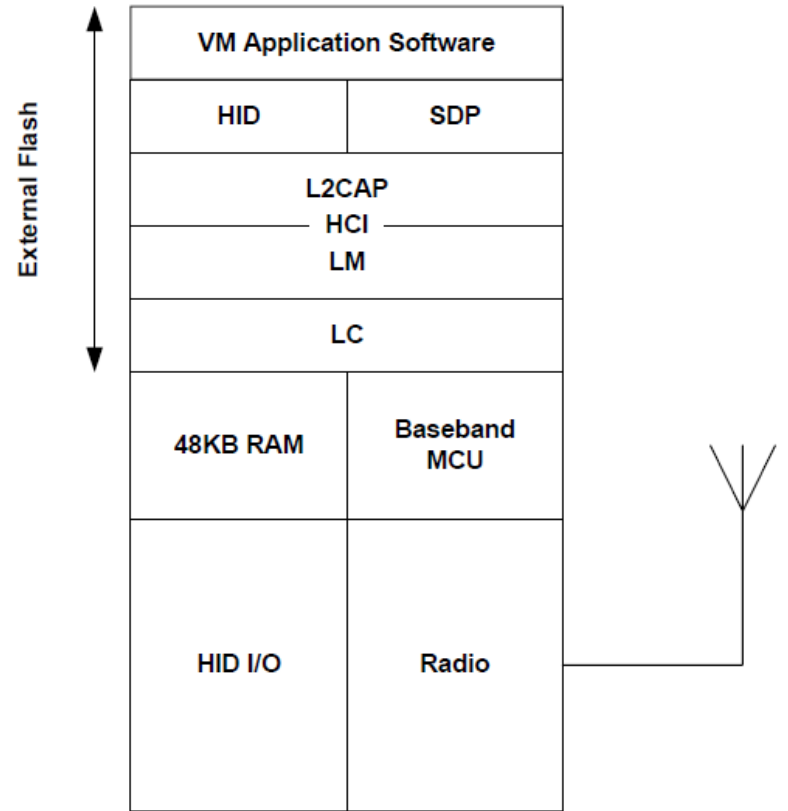 VM Application Software
External Flash
HID
SDP
L2CAP
HCI
LM
LC
48KB RAM
Baseband
MCU
HID I/O
Radio